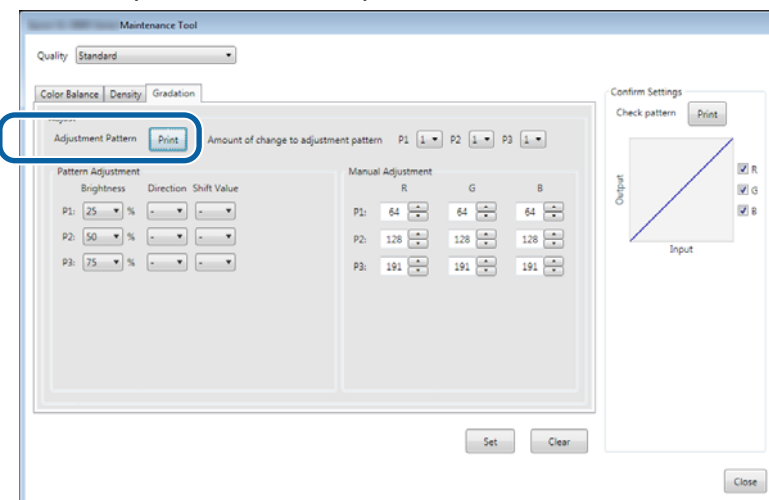 Maintenance Tool
Quality Standard
Color Balance Density Gradation
Adjustment Pattern Print Amount of change to adjustment pattern P1 1 P2 1 P3 1
Pattern Adjustment
Brightness Direction Shift Value
P1: 25 % - -
P2: 50 % - -
P3: 75 % - -
Manual Adjustment
R G B
P1: 64 64 64
P2: 128 128 128
P3: 191 191 191
Set Clear
Confirm Settings
Check pattern Print
Output
Input
R
G
B
Close